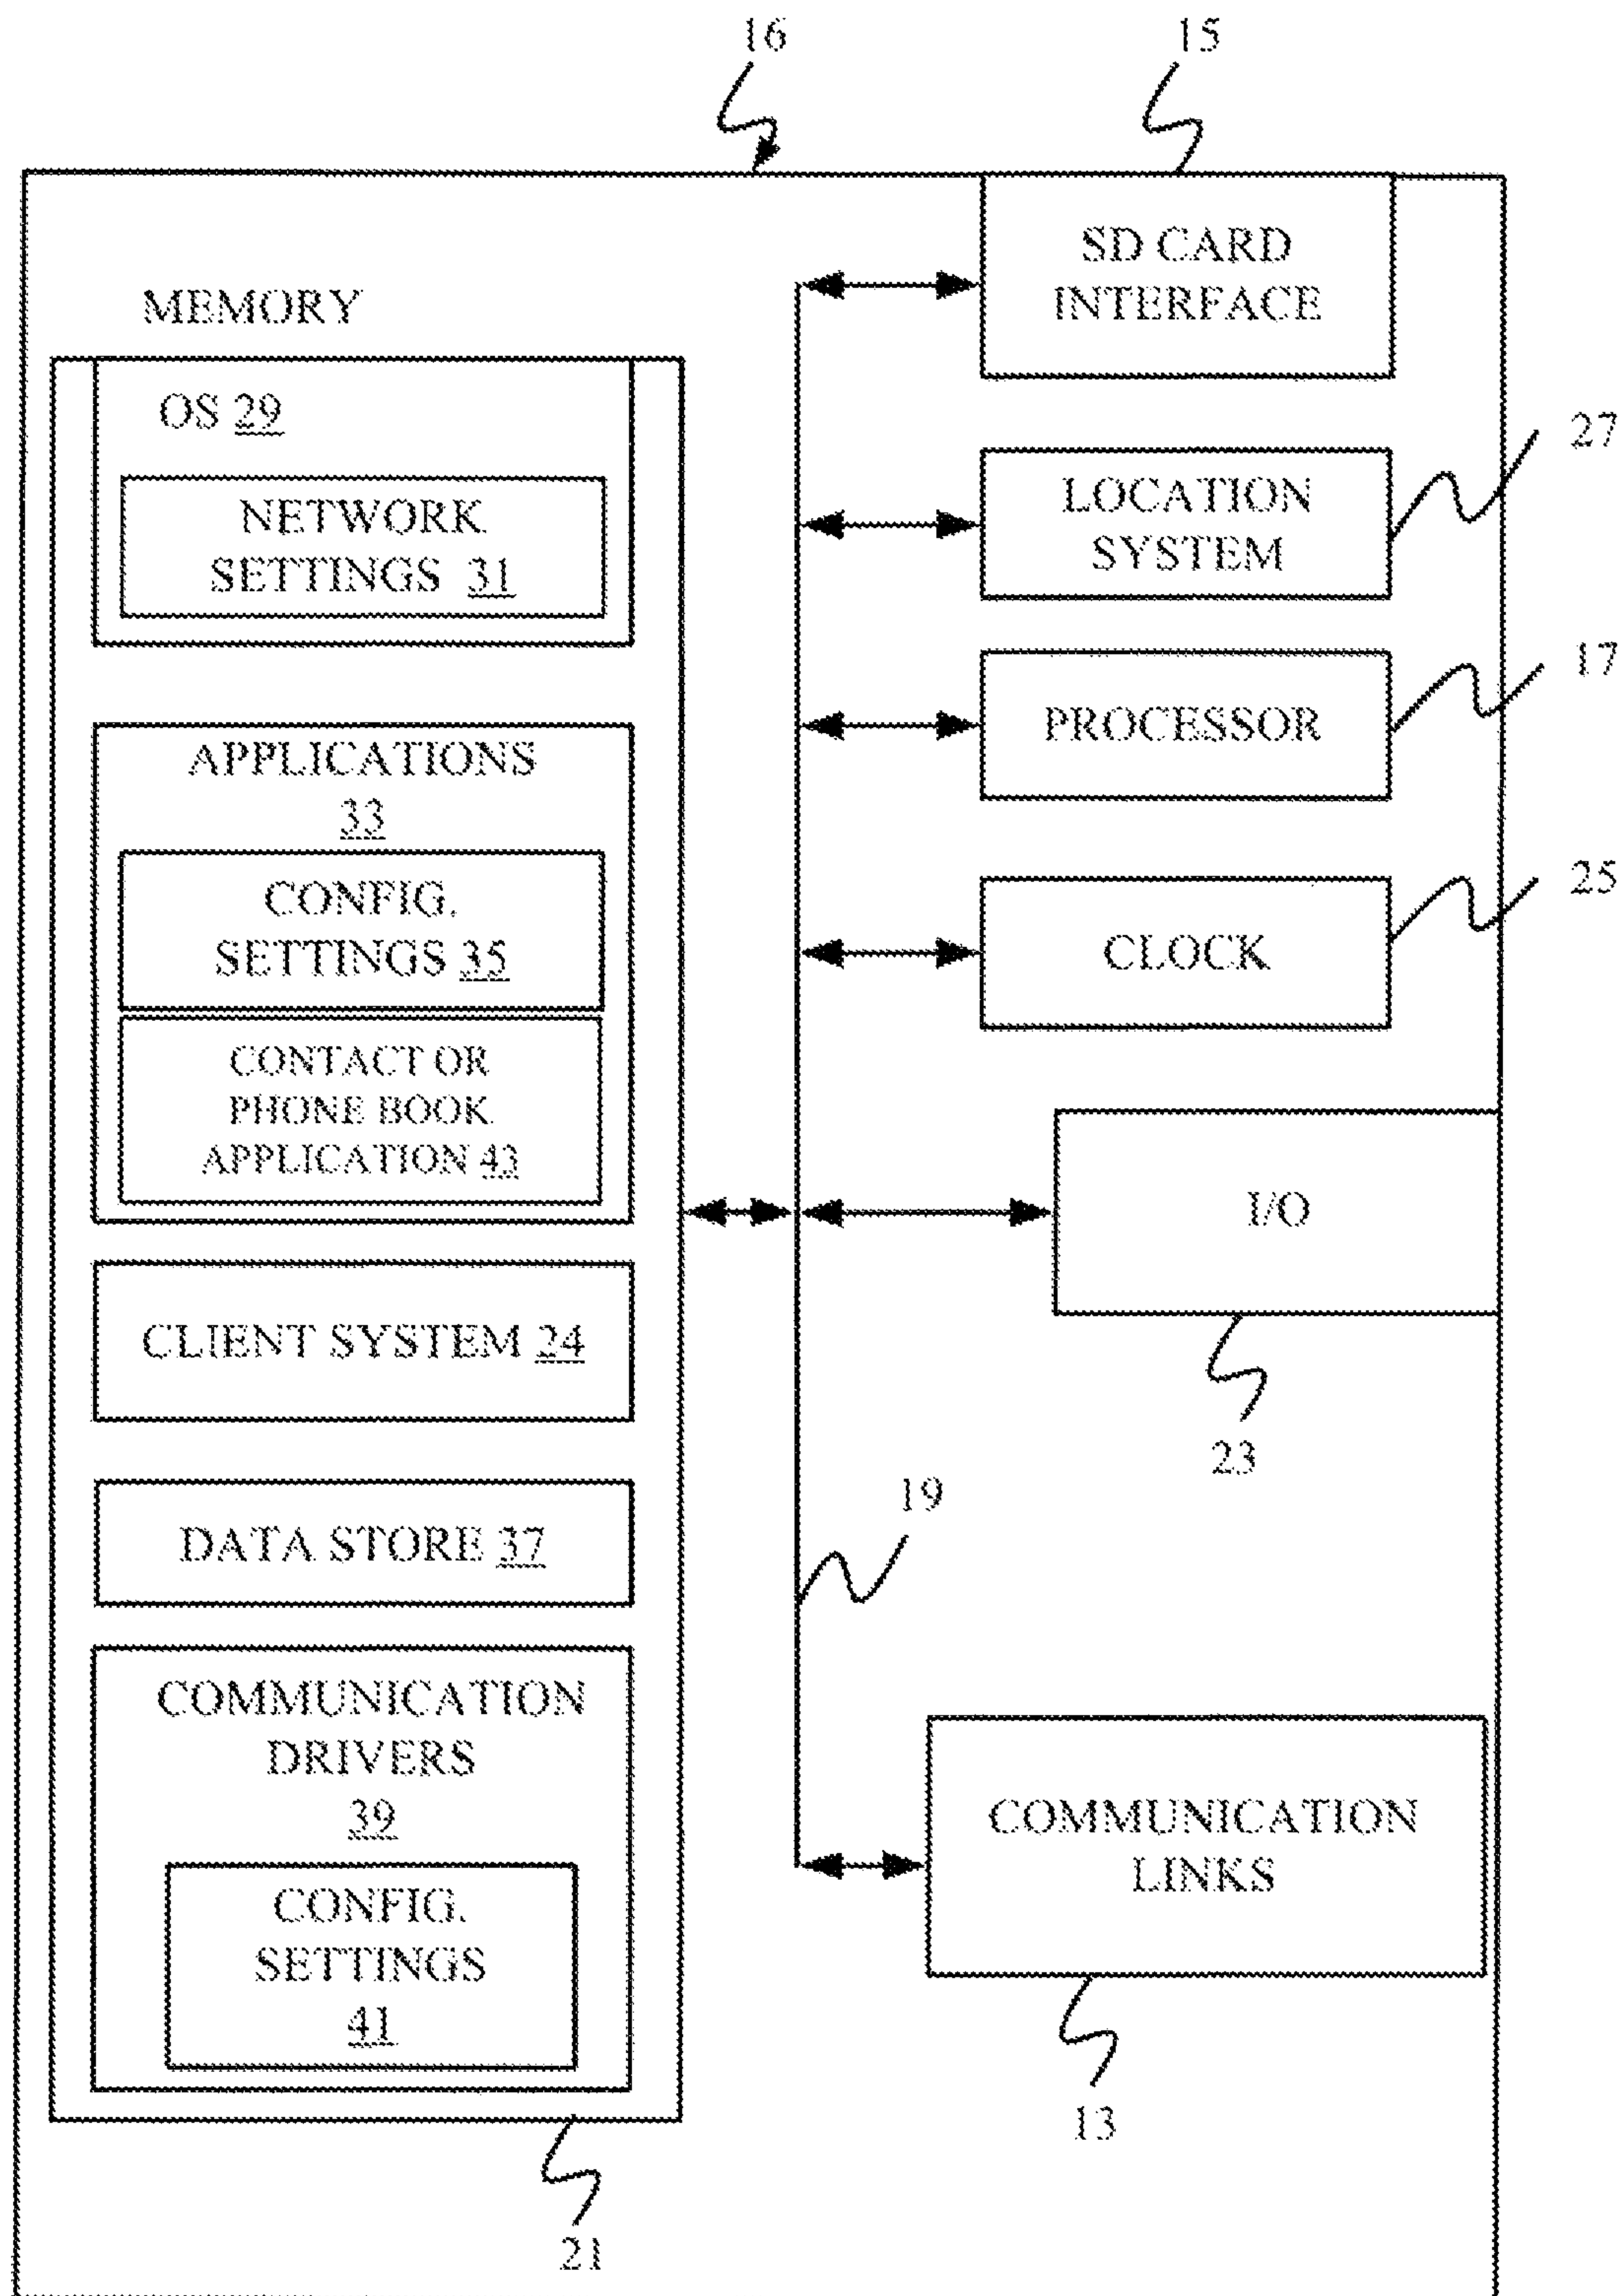 16
15
MEMORY
OS 29
NETWORK
SETTINGS 31
APPLICATIONS
33
CONFIG.
SETTINGS 35
CONTACT OR
PHONE BOOK
APPLICATION 43
CLIENT SYSTEM 24
DATA STORE 37
COMMUNICATION
DRIVERS
39
CONFIG.
SETTINGS
41
21
SD CARD
INTERFACE
LOCATION
SYSTEM
27
PROCESSOR
17
CLOCK
25
I/O
23
19
COMMUNICATION
LINKS
13